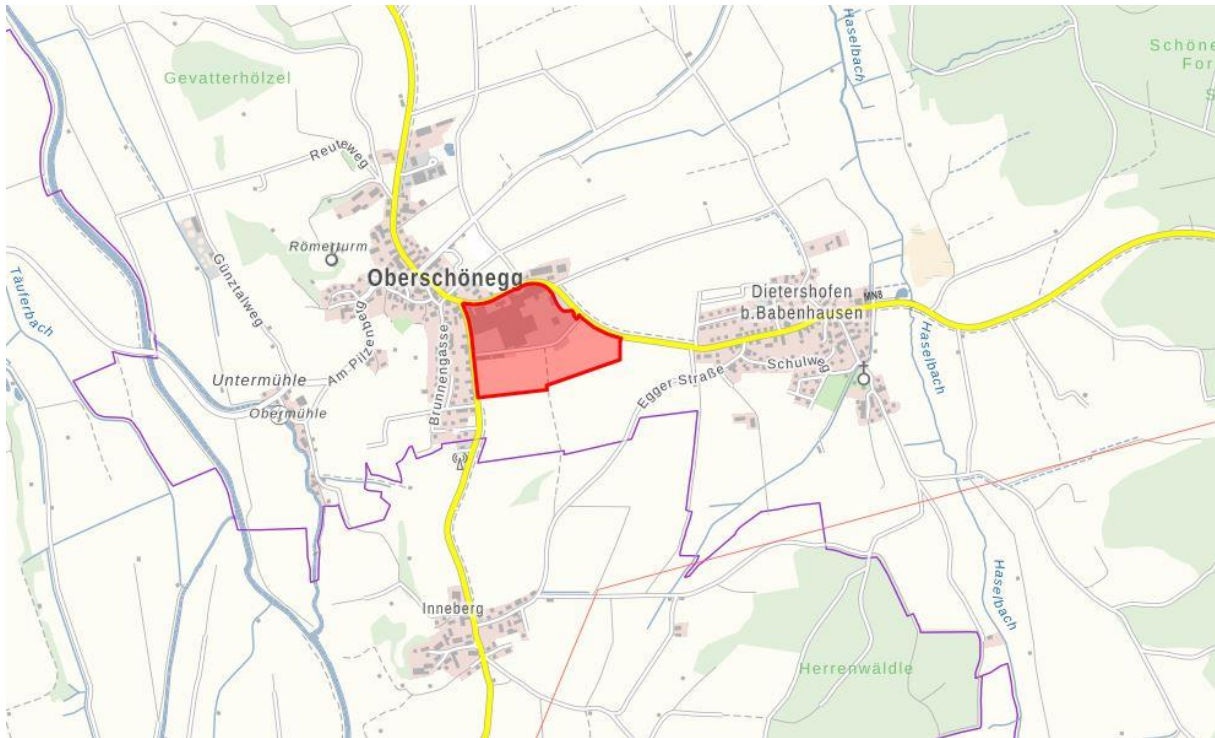 Haselbach
Schöne
For
S
Gevatterhölzel
Reuteweg
Römerturm
Günztalweg
Oberschönegg
Täuferbach
Dietershofen
b.Babenhausen
MN8
Am Pilzenberg
Brunnengasse
Schulweg
Haselbach
Egger Straße
Untermühle
Obermühle
Haselbach
Inneberg
Herrenwäldle